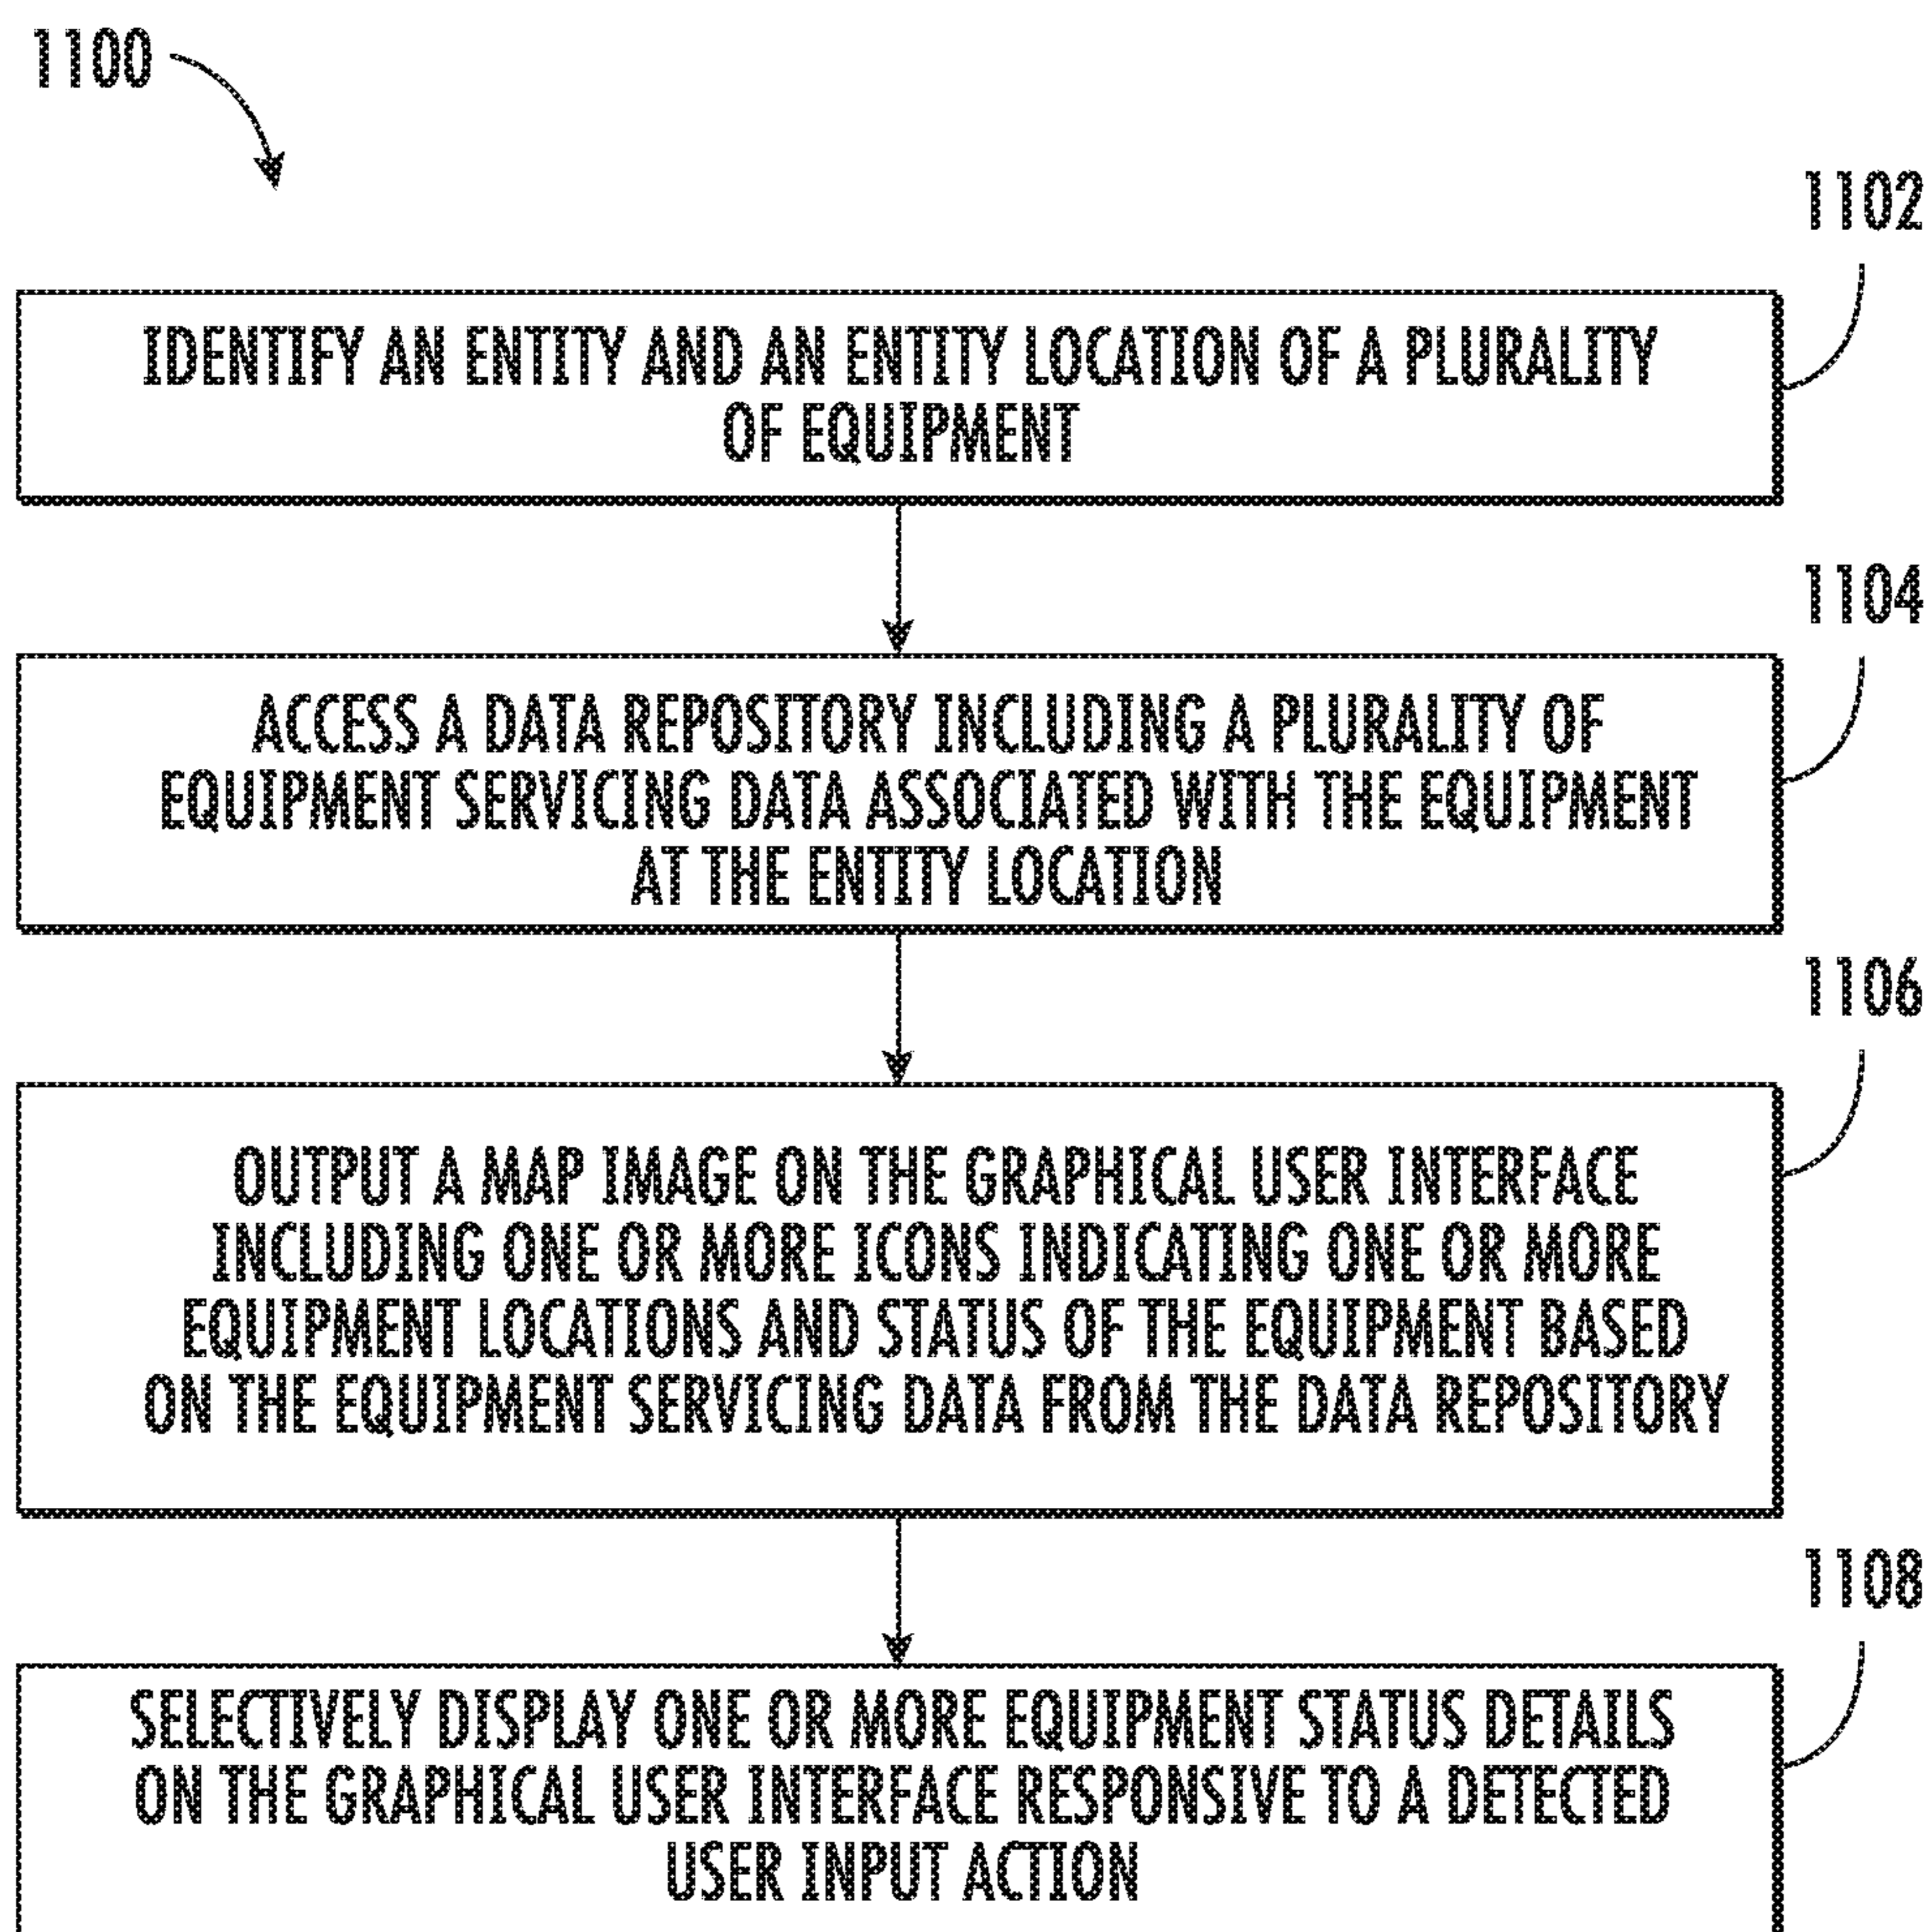 1100
1102
IDENTIFY AN ENTITY AND AN ENTITY LOCATION OF A PLURALITY
OF EQUIPMENT
1104
ACCESS A DATA REPOSITORY INCLUDING A PLURALITY OF
EQUIPMENT SERVICING DATA ASSOCIATED WITH THE EQUIPMENT
AT THE ENTITY LOCATION
1106
OUTPUT A MAP IMAGE ON THE GRAPHICAL USER INTERFACE
INCLUDING ONE OR MORE ICONS INDICATING ONE OR MORE
EQUIPMENT LOCATIONS AND STATUS OF THE EQUIPMENT BASED
ON THE EQUIPMENT SERVICING DATA FROM THE DATA REPOSITORY
1108
SELECTIVELY DISPLAY ONE OR MORE EQUIPMENT STATUS DETAILS
ON THE GRAPHICAL USER INTERFACE RESPONSIVE TO A DETECTED
USER INPUT ACTION